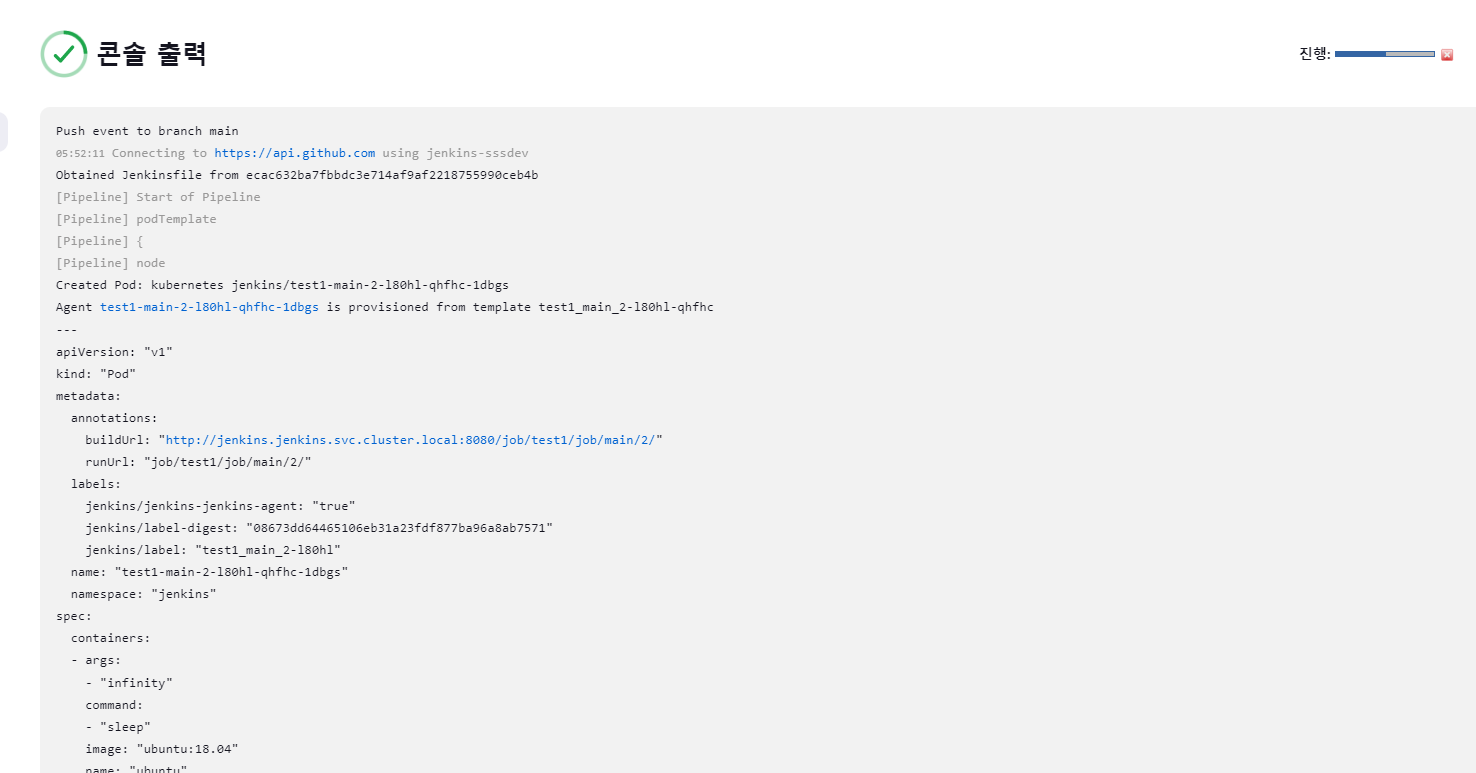 콘솔 출력
진행:
Push event to branch main
05:52:11 Connecting to https://api.github.com using jenkins-sssdev
Obtained Jenkinsfile from ecac632ba7fbbdc3e714af9af2218755990ceb4b
[Pipeline] Start of Pipeline
[Pipeline] podTemplate
[Pipeline] {
[Pipeline] node
Created Pod: kubernetes jenkins/test1-main-2-l80hl-qhfhc-1dbgs
Agent test1-main-2-l80hl-qhfhc-1dbgs is provisioned from template test1_main_2-l80hl-qhfhc
---
apiVersion: "v1"
kind: "Pod"
metadata:
  annotations:
    buildUrl: "http://jenkins.jenkins.svc.cluster.local:8080/job/test1/job/main/2/"
    runUrl: "job/test1/job/main/2/"
  labels:
    jenkins/jenkins-jenkins-agent: "true"
    jenkins/label-digest: "08673dd64465106eb31a23fdf877ba96a8ab7571"
    jenkins/label: "test1_main_2-l80hl"
  name: "test1-main-2-l80hl-qhfhc-1dbgs"
  namespace: "jenkins"
spec:
  containers:
  - args:
    - "infinity"
    command:
    - "sleep"
    image: "ubuntu:18.04"
    name: "ubuntu"